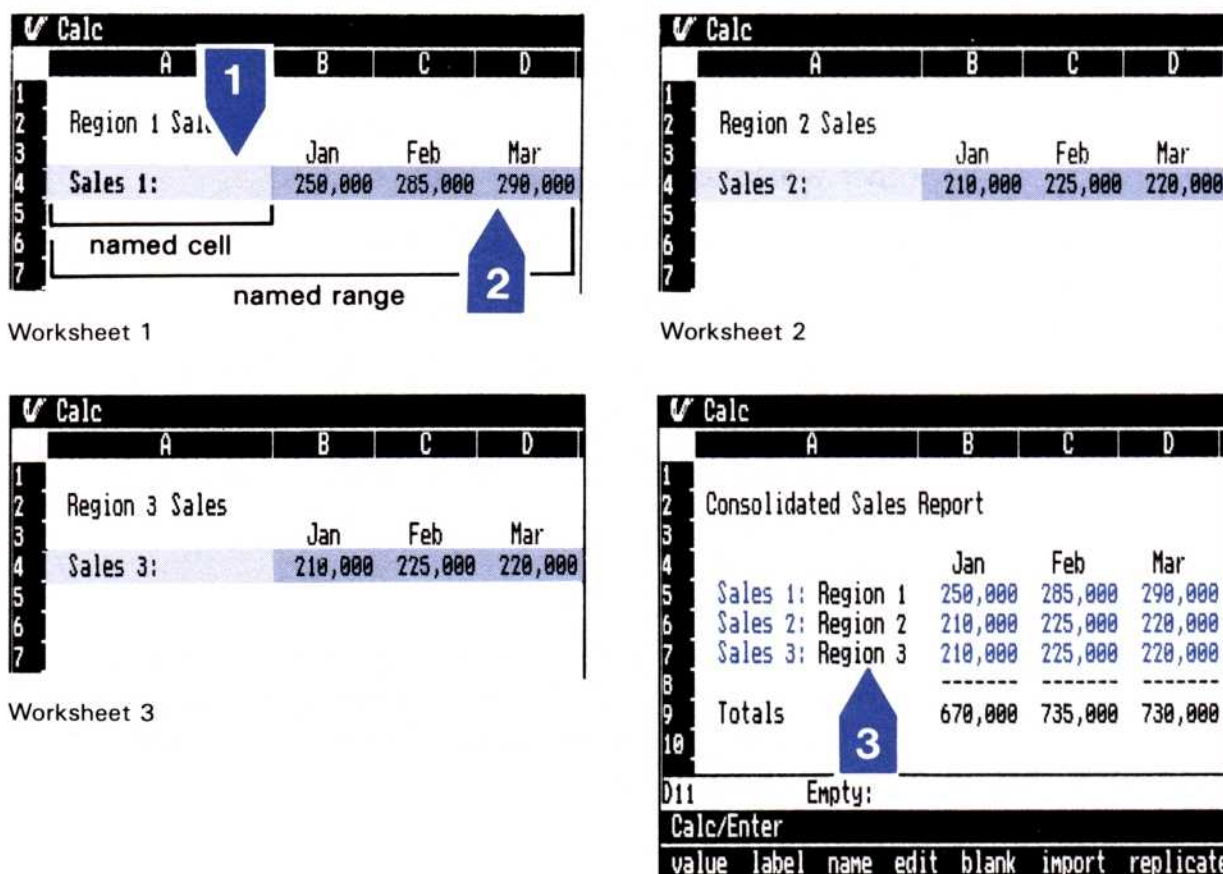 Calc
A B C D
1
1
2 Region 1
3 Jan Feb Mar
4 Sales 1: 250,000 285,000 290,000
5
6 named cell
7
2
named range
Worksheet 1
Calc
A B C D
1
2 Region 2 Sales
3 Jan Feb Mar
4 Sales 2: 210,000 225,000 220,000
5
6
7
Worksheet 2
Calc
A B C D
1
2 Region 3 Sales
3 Jan Feb Mar
4 Sales 3: 210,000 225,000 220,000
5
6
7
Worksheet 3
Calc
A B C D
1
2 Consolidated Sales Report
3
4 Jan Feb Mar
5 Sales 1: Region 1 250,000 285,000 290,000
6 Sales 2: Region 2 210,000 225,000 220,000
7 Sales 3: Region 3 210,000 225,000 220,000
8 ------- ------- -------
9 Totals 670,000 735,000 730,000
10
3
D11 Empty:
Calc/Enter
value label name edit blank import replicate